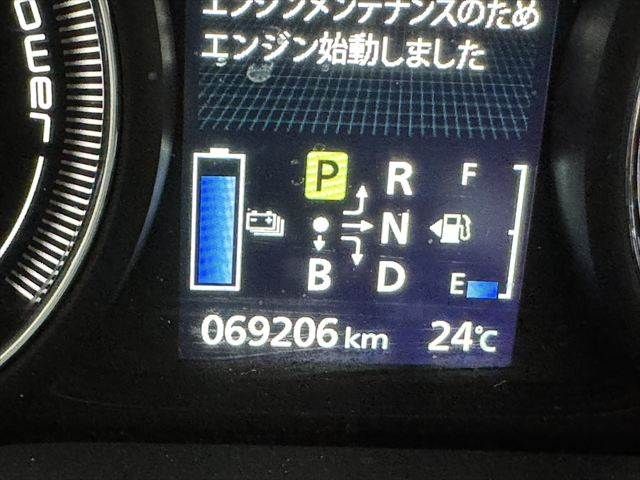 エンジンメンテナンスのため
エンジン始動しました
Power
P R F
N
B D E
069206 km 24℃